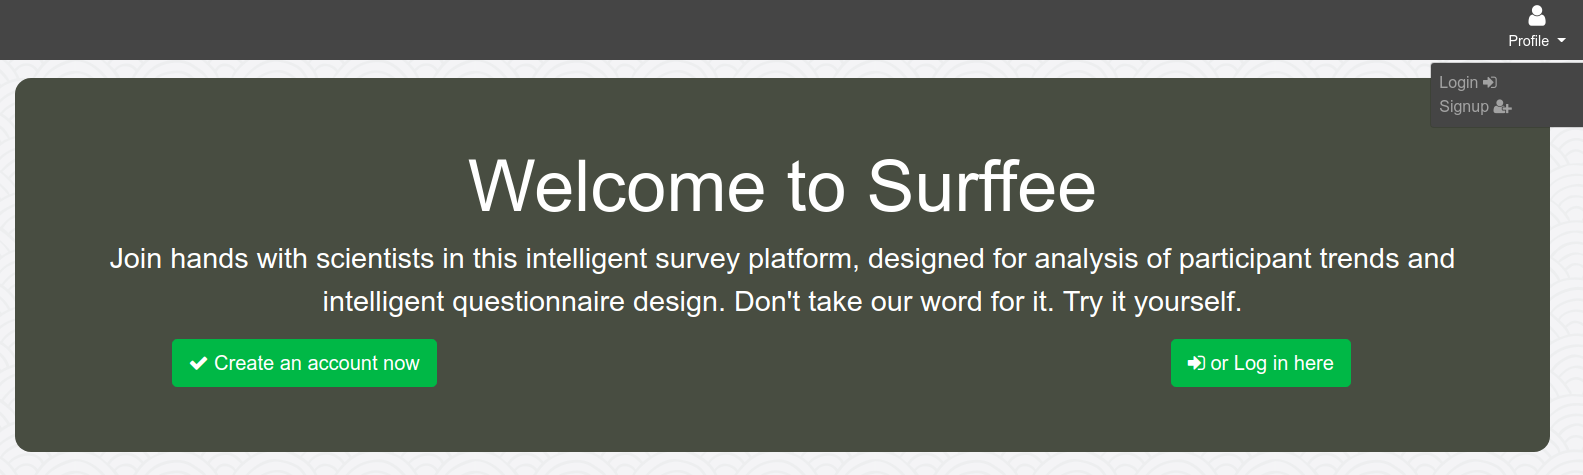 Profile
Login
Signup
Welcome to Surffee
Join hands with scientists in this intelligent survey platform, designed for analysis of participant trends and
intelligent questionnaire design. Don't take our word for it. Try it yourself.
Create an account now
or Log in here